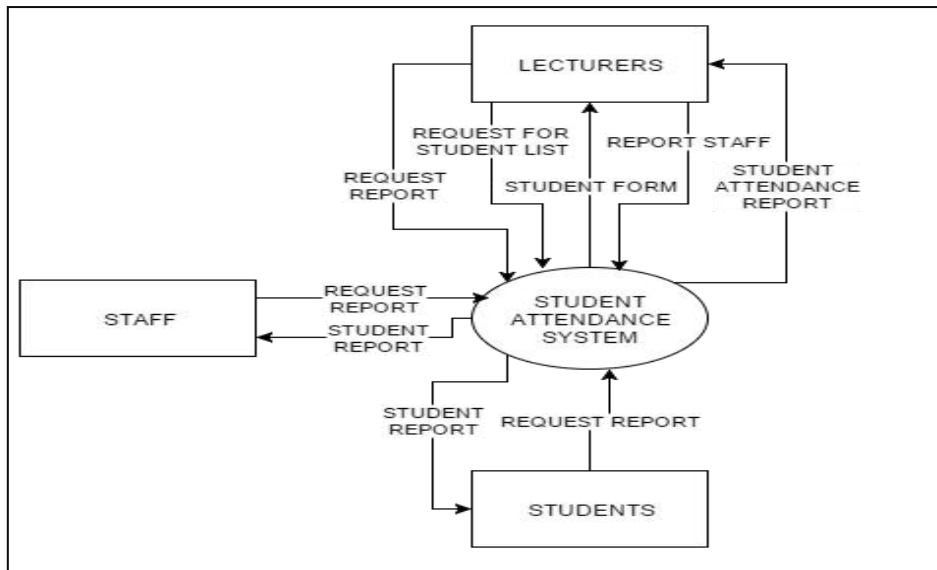 LECTURERS
REQUEST FOR
STUDENT LIST
REPORT STAFF
REQUEST
REPORT
STUDENT FORM
STUDENT
ATTENDANCE
REPORT
STAFF
REQUEST
REPORT
STUDENT
REPORT
STUDENT
ATTENDANCE
SYSTEM
STUDENT
REPORT
REQUEST REPORT
STUDENTS